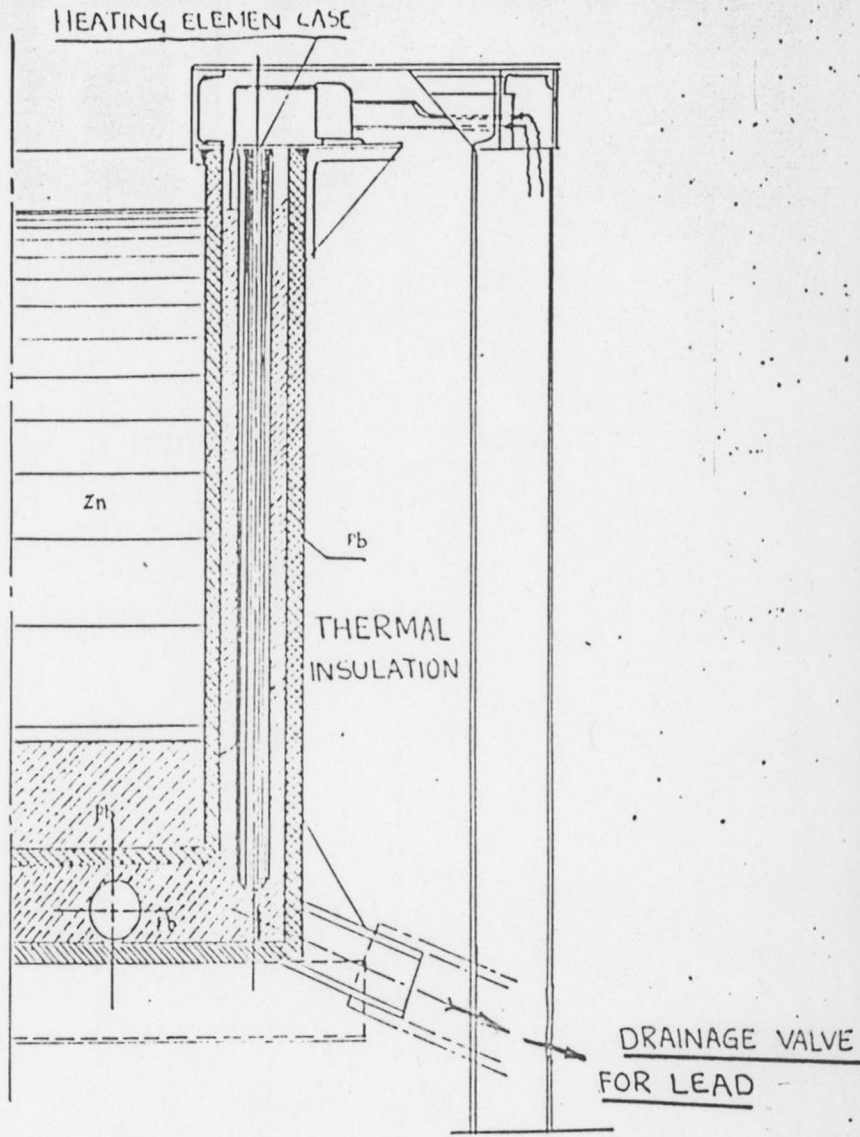 HEATING ELEMEN CASE
Zn
Pb
THERMAL
INSULATION
Pb
DRAINAGE VALVE
FOR LEAD